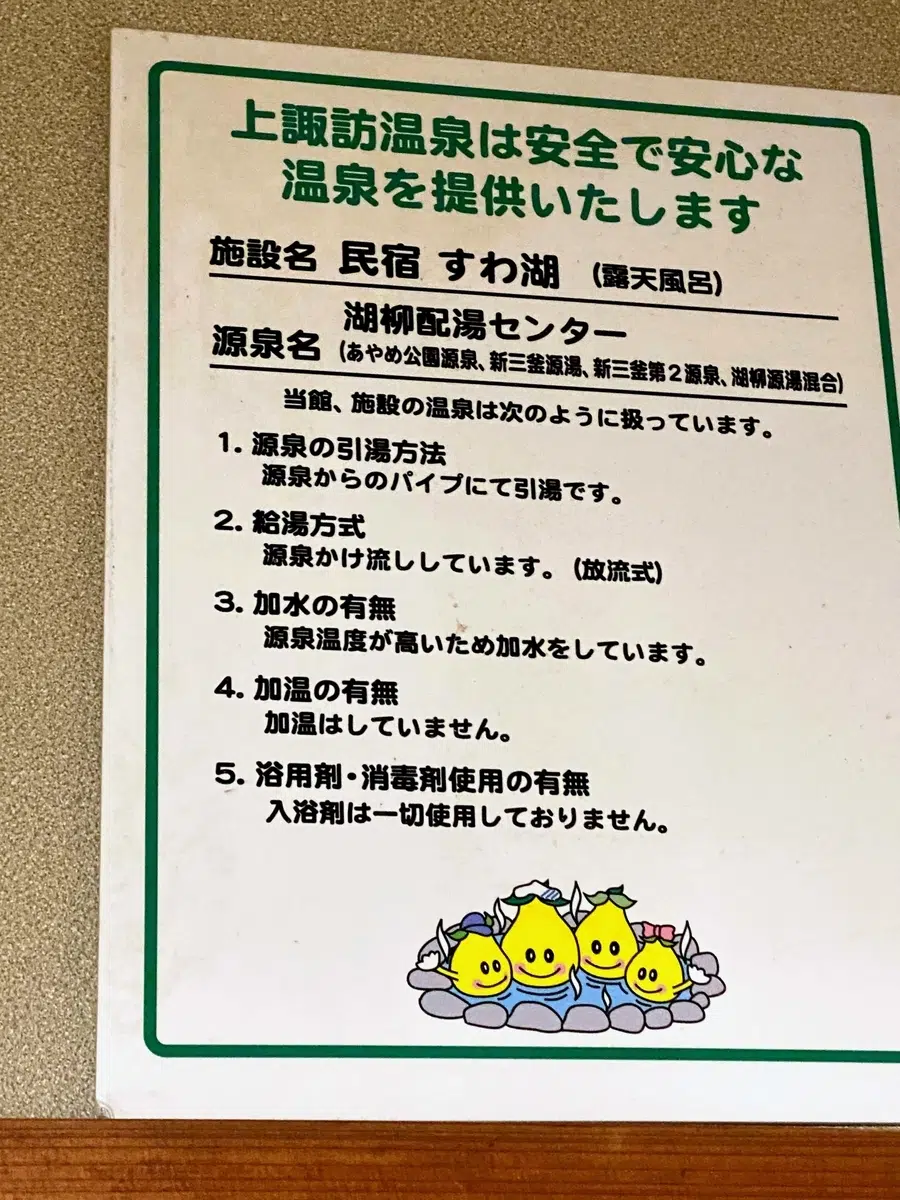 上諏訪温泉は安全で安心な
温泉を提供いたします
施設名 民宿 すわ湖 (露天風呂)
湖柳配湯センター
源泉名 (あやめ公園源泉、新三釜源湯、新三釜第2源泉、湖柳源湯混合)
当館、施設の温泉は次のように扱っています。
1. 源泉の引湯方法
源泉からのパイプにて引湯です。
2. 給湯方式
源泉かけ流ししています。(放流式)
3. 加水の有無
源泉温度が高いため加水をしています。
4. 加温の有無
加温はしていません。
5. 浴用剤・消毒剤使用の有無
入浴剤は一切使用しておりません。